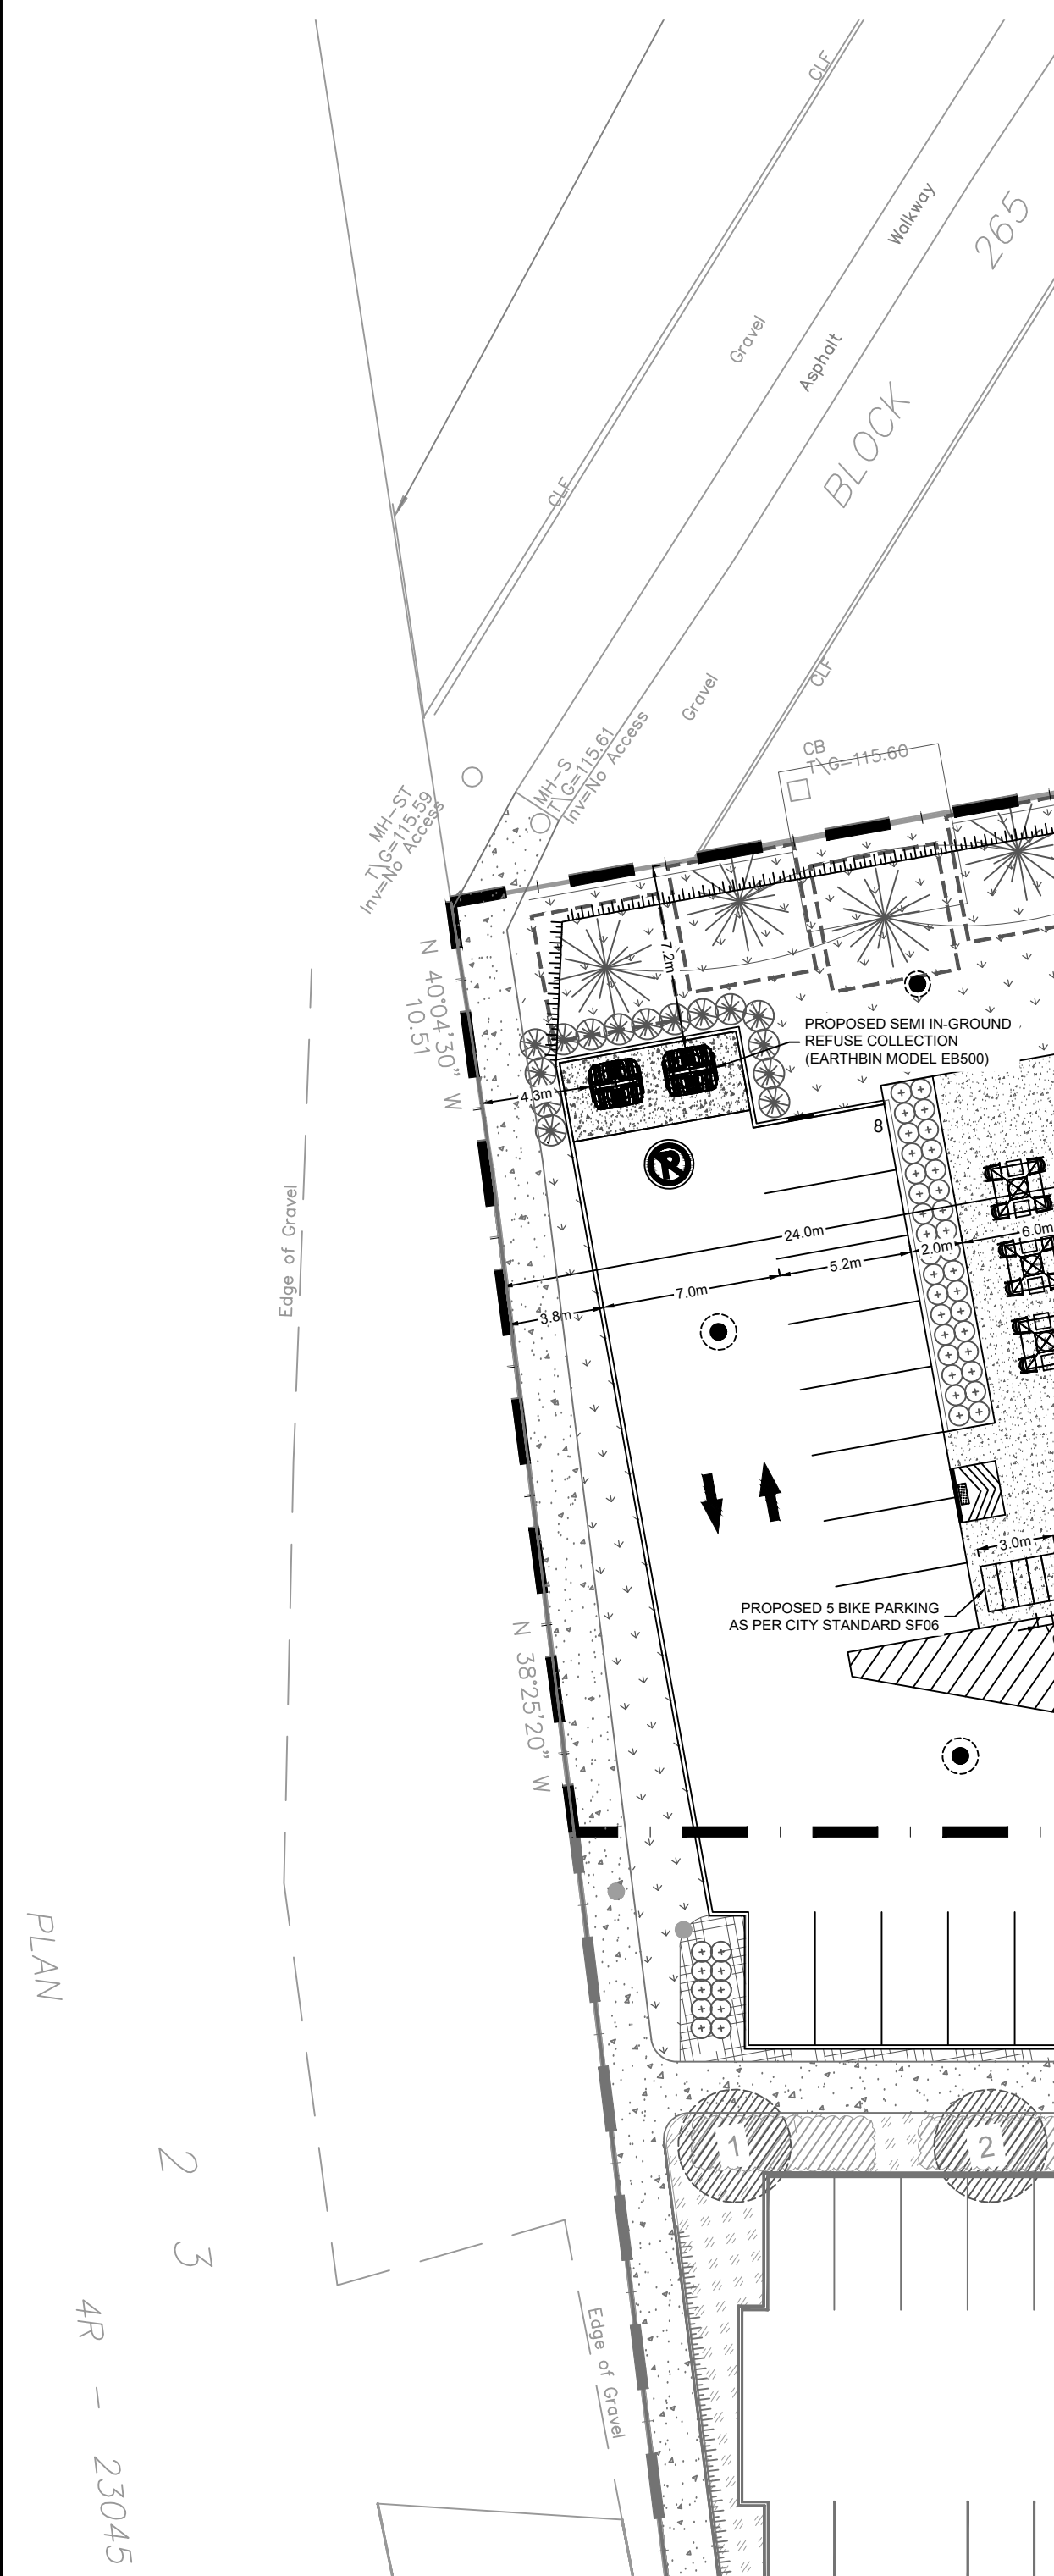 CLF
Walkway
265
Gravel
Asphalt
BLOCK
CLF
CLF
Gravel
CB
T\G=115.60
MH-S
T\G=115.61
Inv=No Access
MH-ST
T\G=115.59
Inv=No Access
N 40°04'30" W
10.51
7.2m
PROPOSED SEMI IN-GROUND
REFUSE COLLECTION
(EARTHBIN MODEL EB500)
4.3m
8
P
24.0m
6.0m
2.0m
5.2m
7.0m
3.8m
Edge of Gravel
3.0m
PROPOSED 5 BIKE PARKING
AS PER CITY STANDARD SF06
N 38°25'20" W
PLAN
1
2
2
3
4R - 23045
Edge of Gravel